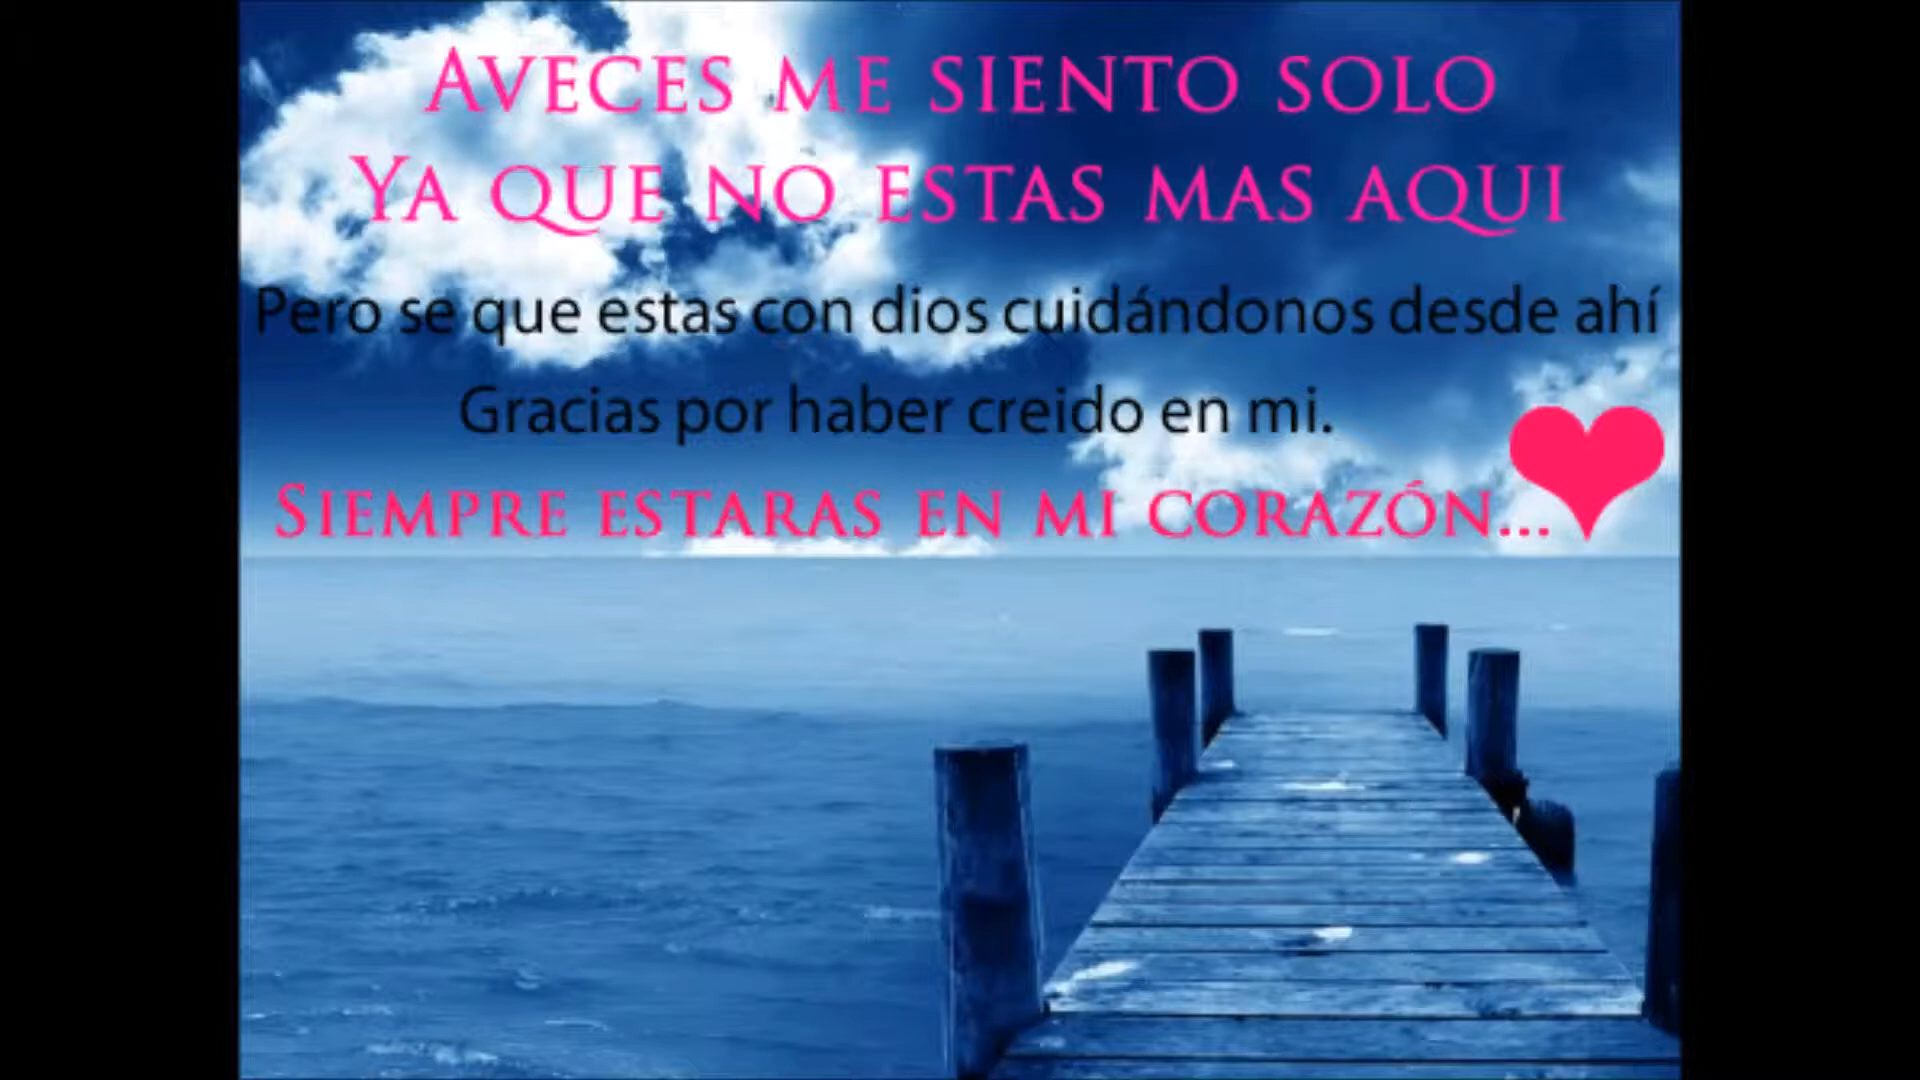 AVECES ME SIENTO SOLO
YA QUE NO ESTAS MAS AQUI
Pero se que estas con dios cuidándonos desde ahí
Gracias por haber creido en mi.
SIEMPRE ESTARAS EN MI CORAZÓN...